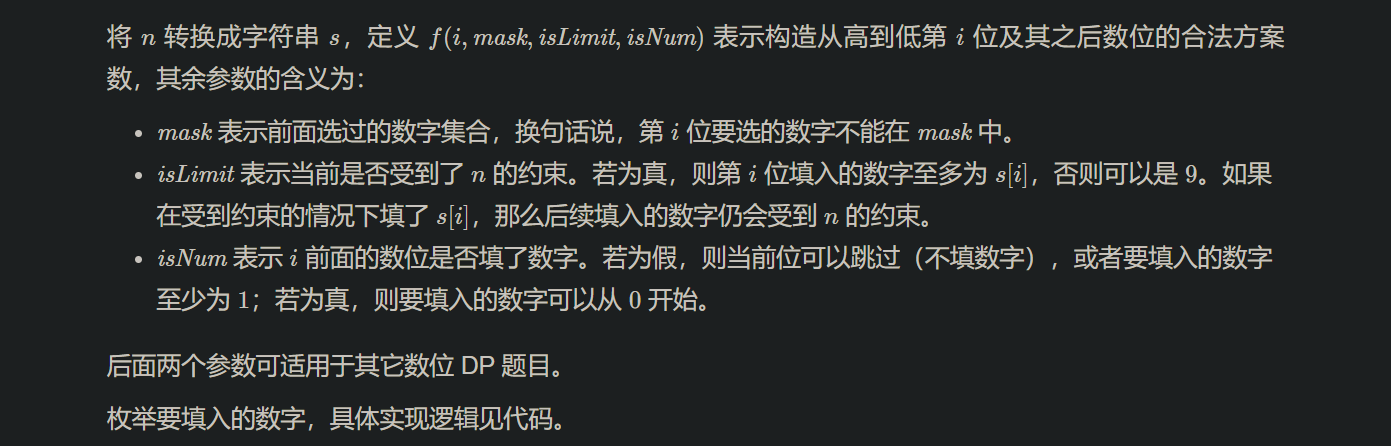 将 n 转换成字符串 s，定义 f(i, mask, isLimit, isNum) 表示构造从高到低第 i 位及其之后数位的合法方案
数，其余参数的含义为：
• mask 表示前面选过的数字集合，换句话说，第 i 位要选的数字不能在 mask 中。
• isLimit 表示当前是否受到了 n 的约束。若为真，则第 i 位填入的数字至多为 s[i]，否则可以是 9。如果
在受到约束的情况下填了 s[i]，那么后续填入的数字仍会受到 n 的约束。
• isNum 表示 i 前面的数位是否填了数字。若为假，则当前位可以跳过（不填数字），或者要填入的数字
至少为 1；若为真，则要填入的数字可以从 0 开始。
后面两个参数可适用于其它数位 DP 题目。
枚举要填入的数字，具体实现逻辑见代码。